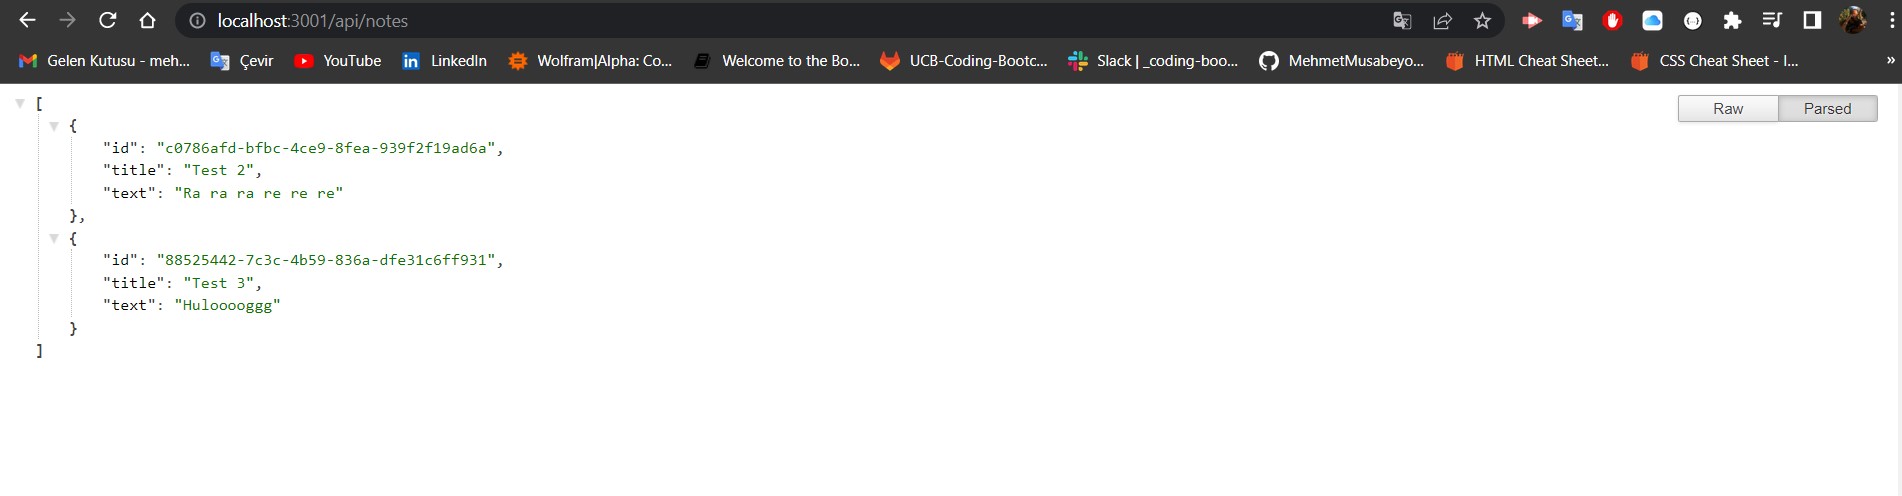 localhost:3001/api/notes
Gelen Kutusu - meh... Çevir YouTube LinkedIn Wolfram|Alpha: Co... Welcome to the Bo... UCB-Coding-Bootc... Slack | _coding-boo... MehmetMusabeyo... HTML Cheat Sheet... CSS Cheat Sheet - I... »
Raw Parsed
[
{
"id": "c0786afd-bfbc-4ce9-8fea-939f2f19ad6a",
"title": "Test 2",
"text": "Ra ra ra re re re"
},
{
"id": "88525442-7c3c-4b59-836a-dfe31c6ff931",
"title": "Test 3",
"text": "Hulooooggg"
}
]